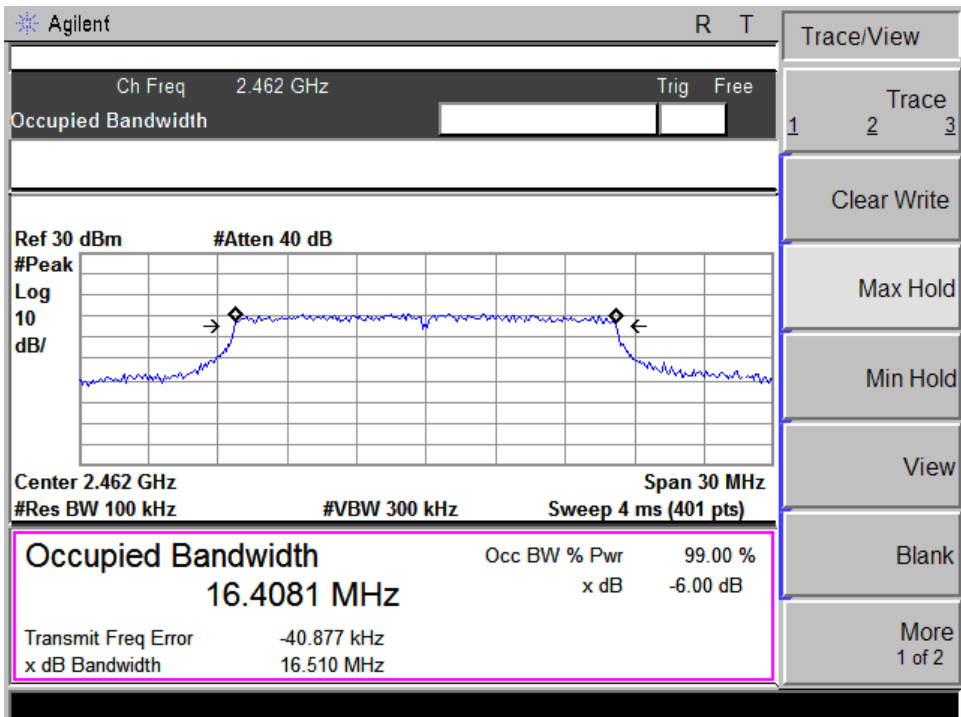 Agilent R T
Trace/View
Ch Freq 2.462 GHz Trig Free
Occupied Bandwidth
Trace
1 2 3
Clear Write
Ref 30 dBm #Atten 40 dB
#Peak
Log
10
dB/
Max Hold
Min Hold
View
Center 2.462 GHz Span 30 MHz
#Res BW 100 kHz #VBW 300 kHz Sweep 4 ms (401 pts)
Occupied Bandwidth Occ BW % Pwr 99.00 %
16.4081 MHz x dB -6.00 dB
Blank
Transmit Freq Error -40.877 kHz
x dB Bandwidth 16.510 MHz
More
1 of 2